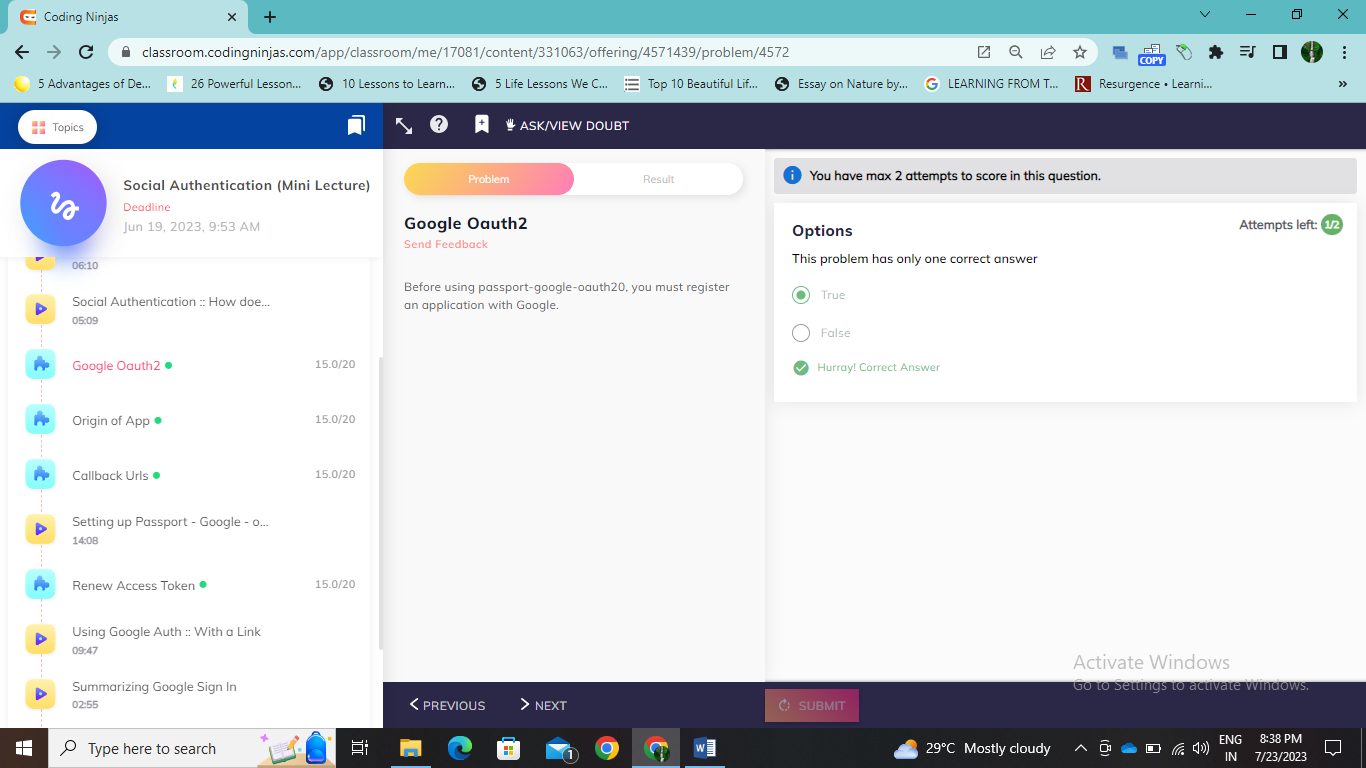 Coding Ninjas
classroom.codingninjas.com/app/classroom/me/17081/content/331063/offering/4571439/problem/4572
COPY
5 Advantages of De...
26 Powerful Lesson...
10 Lessons to Learn...
5 Life Lessons We C...
Top 10 Beautiful Lif...
Essay on Nature by...
LEARNING FROM T...
R
Resurgence • Learni...
»
Topics
ASK/VIEW DOUBT
Social Authentication (Mini Lecture)
Deadline
Jun 19, 2023, 9:53 AM
06:10
Social Authentication :: How doe...
05:09
Google Oauth2
15.0/20
Origin of App
15.0/20
Callback Urls
15.0/20
Setting up Passport - Google - o...
14:08
Renew Access Token
15.0/20
Using Google Auth :: With a Link
09:47
Summarizing Google Sign In
02:55
Problem
Result
Google Oauth2
Send Feedback
Before using passport-google-oauth20, you must register
an application with Google.
You have max 2 attempts to score in this question.
Options
Attempts left: 1/2
This problem has only one correct answer
True
False
Hurray! Correct Answer
Activate Windows
Go to Settings to activate Windows.
PREVIOUS
NEXT
SUBMIT
Type here to search
1
29°C Mostly cloudy
ENG
IN
8:38 PM
7/23/2023